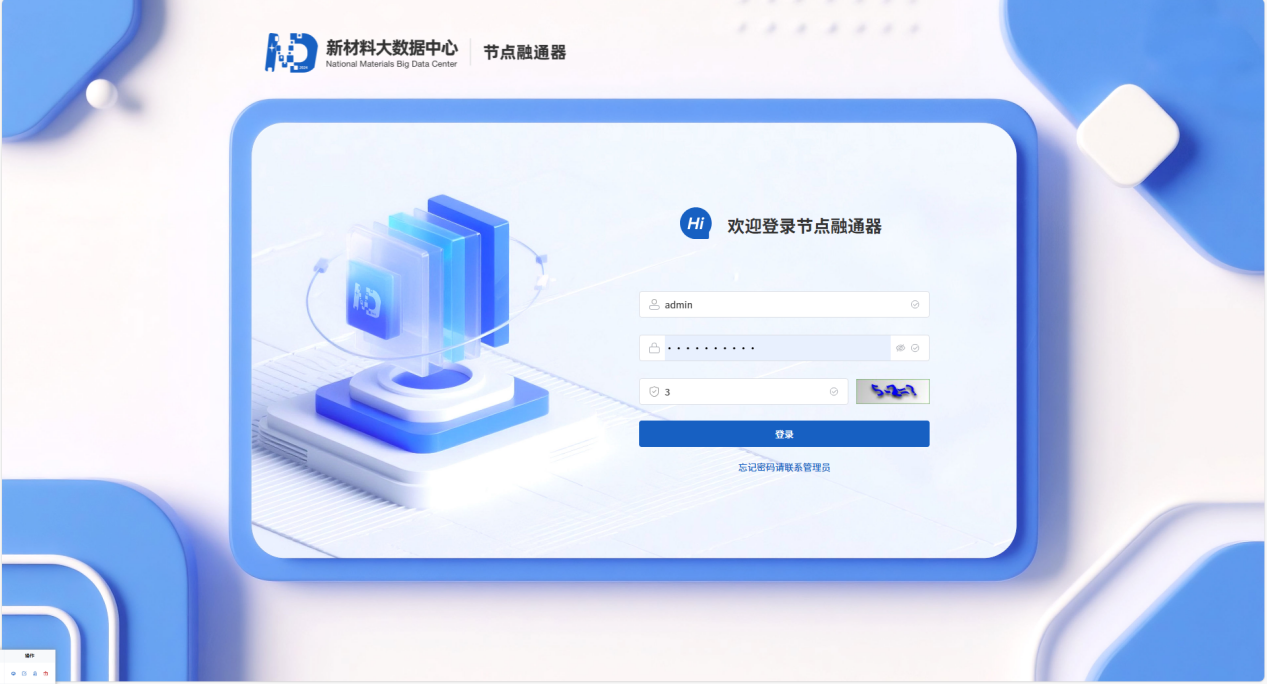 新材料大数据中心
National Materials Big Data Center
节点融通器
Hi
欢迎登录节点融通器
admin
3
5-2=?
登录
忘记密码请联系管理员
操作